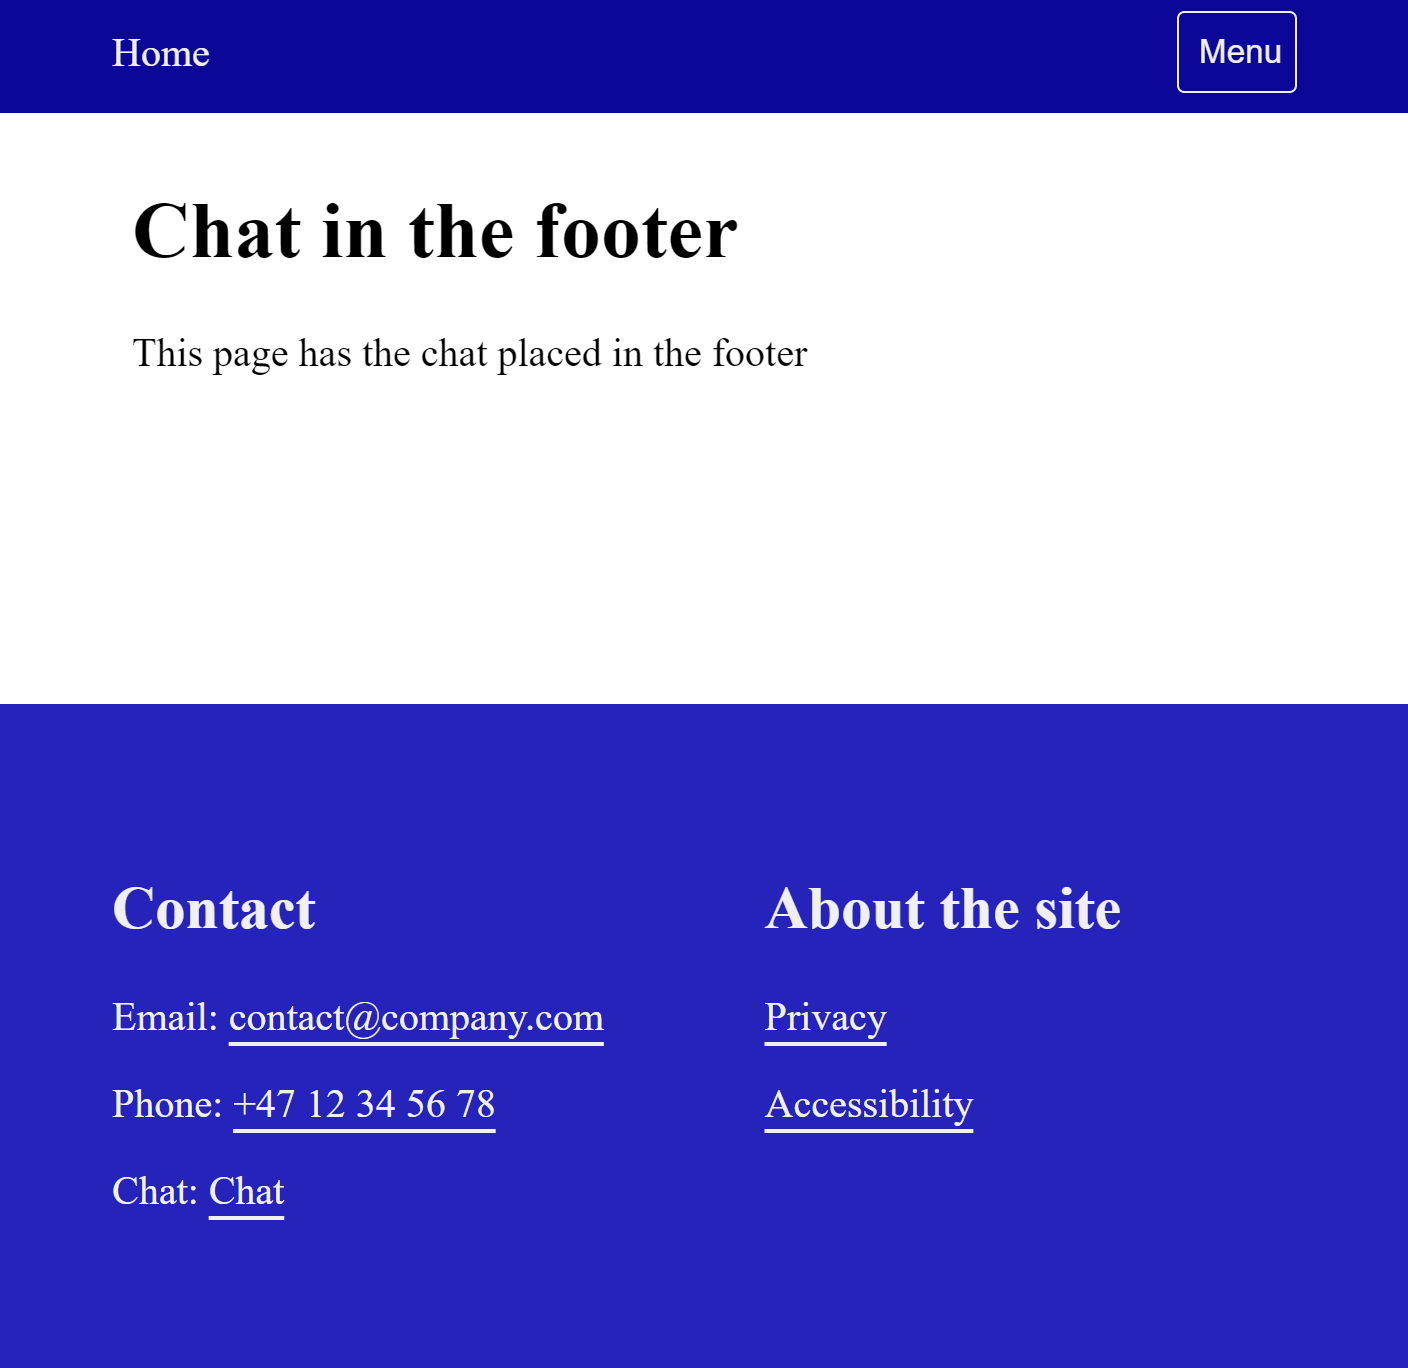 Home
Menu
Chat in the footer
This page has the chat placed in the footer
Contact
Email: contact@company.com
Phone: +47 12 34 56 78
Chat: Chat
About the site
Privacy
Accessibility